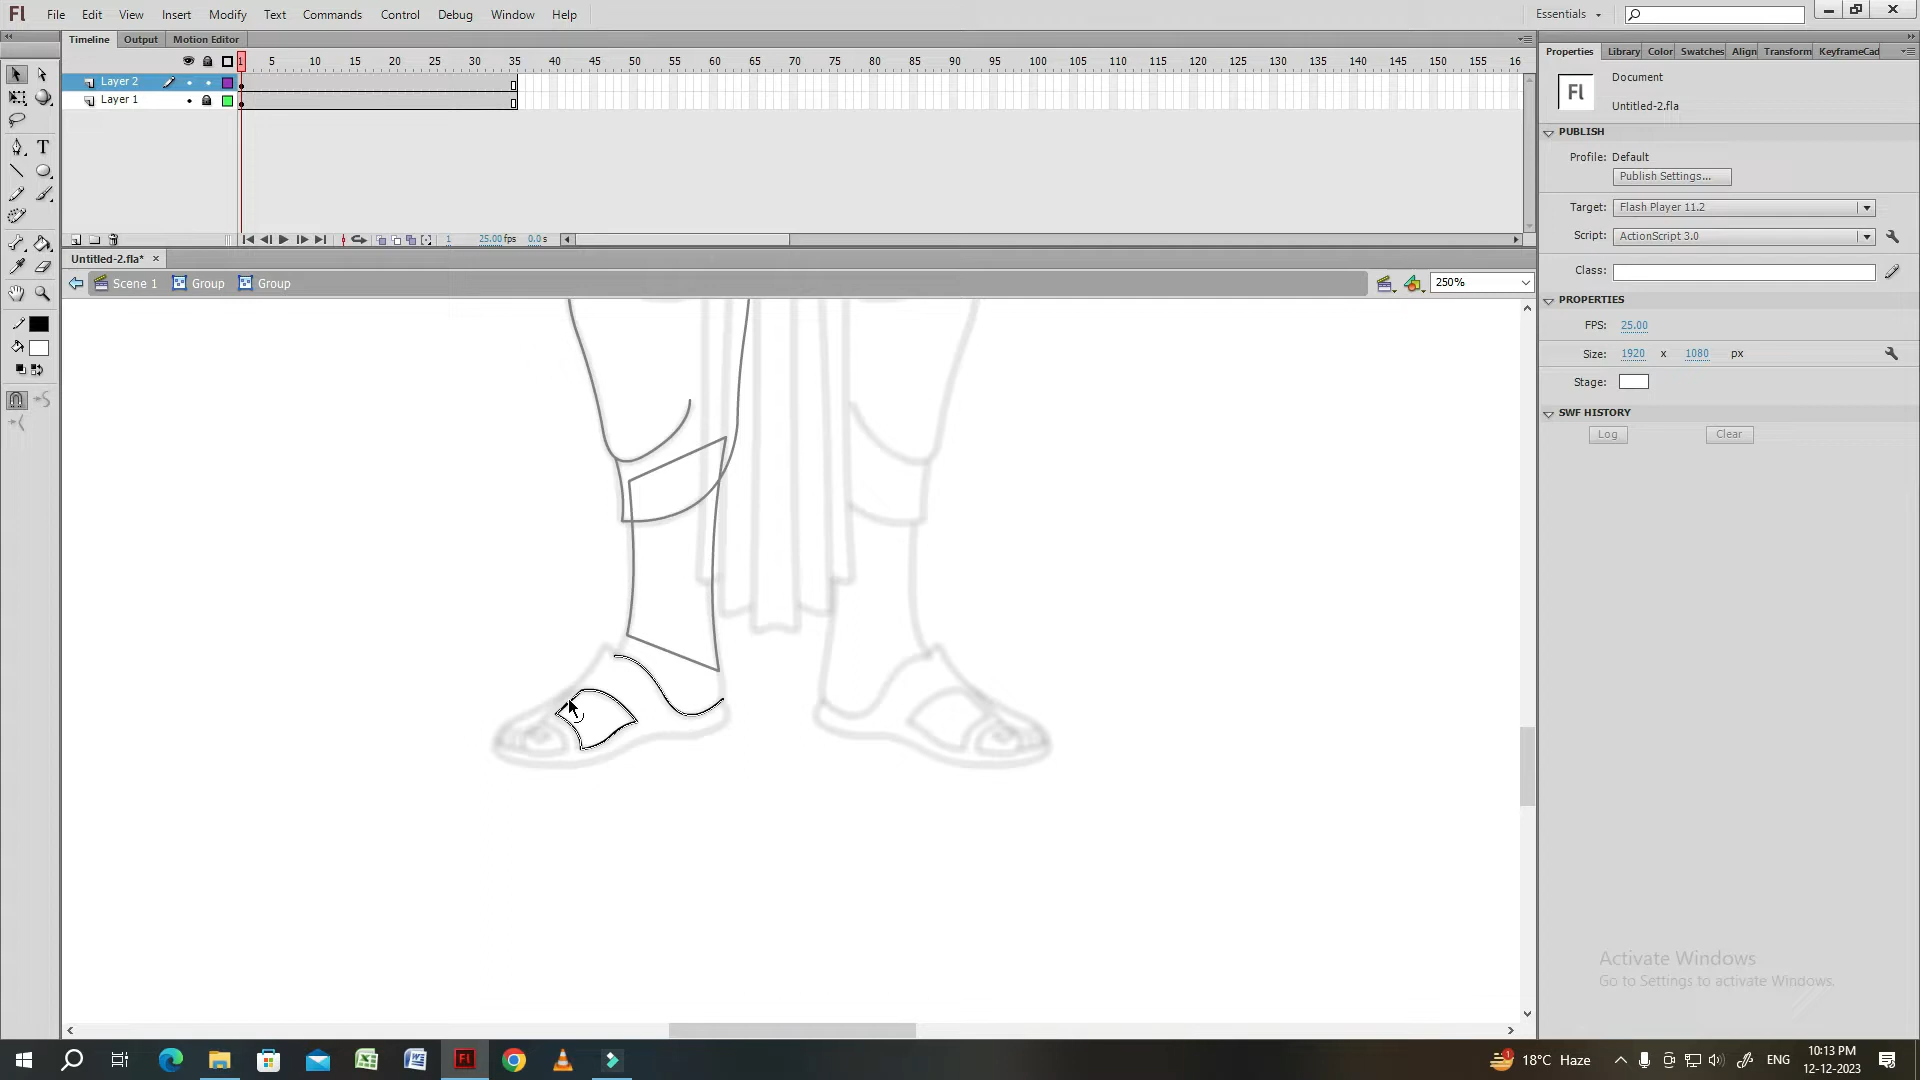 Fl File Edit View Insert Modify Text Commands Control Debug Window Help Essentials
Timeline Output Motion Editor
Properties Library Color Swatches Align Transform KeyframeCad
1 5 10 15 20 25 30 35 40 45 50 55 60 65 70 75 80 85 90 95 100 105 110 115 120 125 130 135 140 145 150 155 16
Layer 2
Layer 1
Fl
Document
Untitled-2.fla
PUBLISH
Profile: Default
Publish Settings...
Target: Flash Player 11.2
Script: ActionScript 3.0
Class:
PROPERTIES
FPS: 25.00
Size: 1920 x 1080 px
Stage:
SWF HISTORY
Log Clear
1 25.00 fps 0.0 s
Untitled-2.fla* ×
Scene 1 Group Group 250%
T
Activate Windows
Go to Settings to activate Windows.
Fl
1 18°C Haze ENG 10:13 PM
12-12-2023